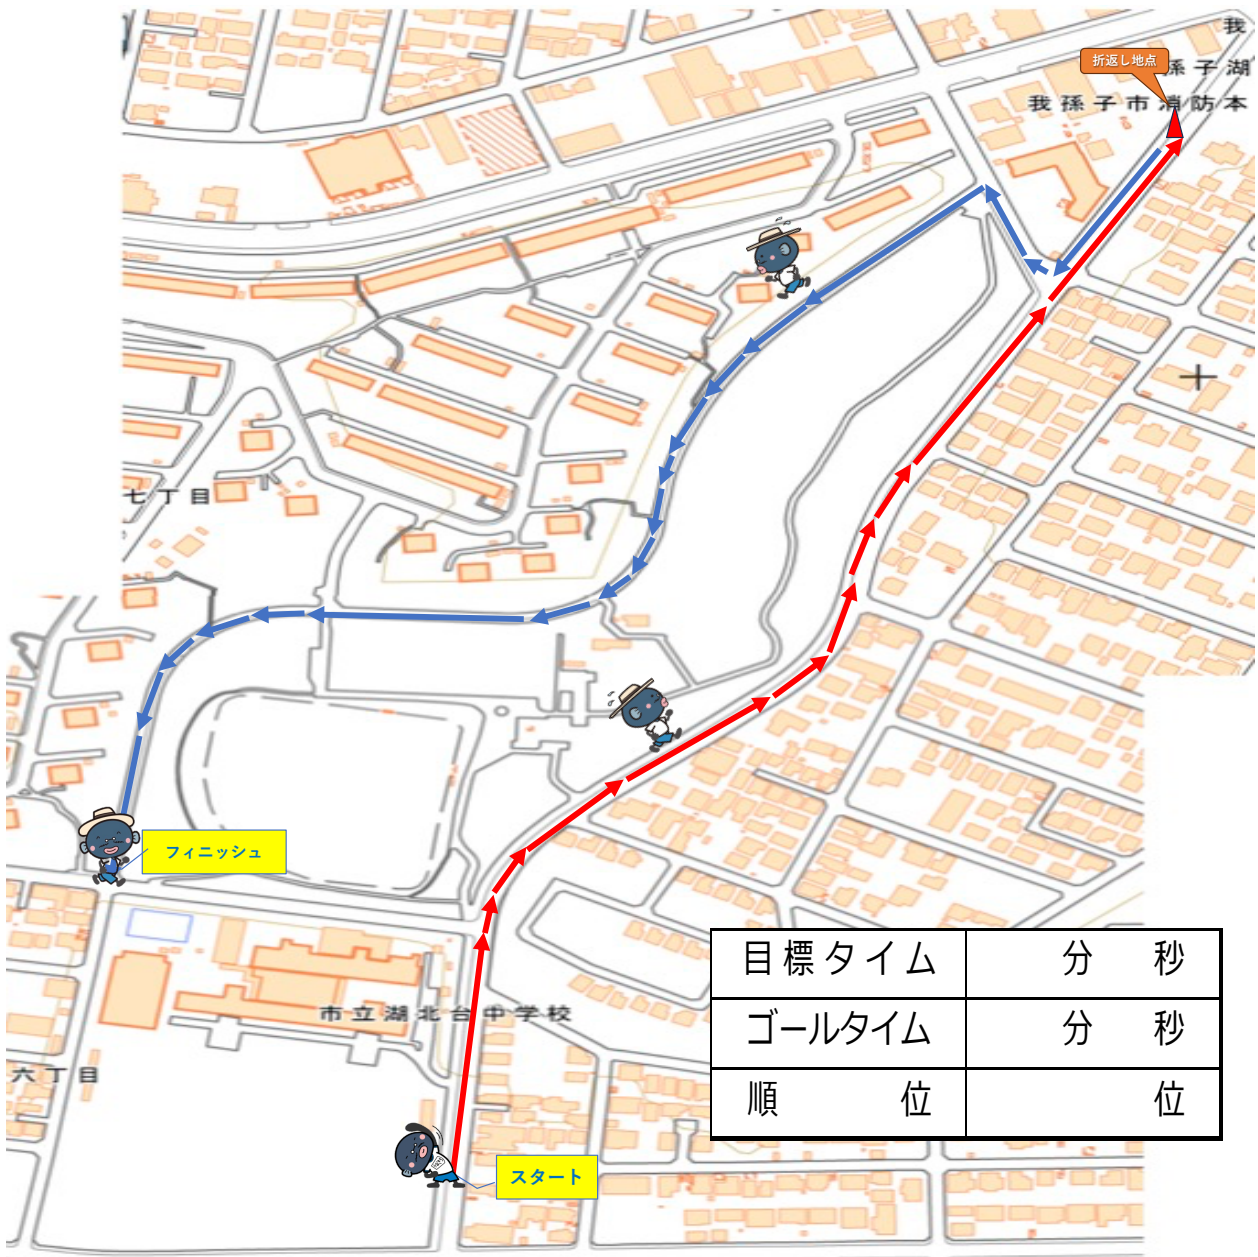 我
折返し地点
孫子湖
我孫子市消防本
七丁目
フィニッシュ
目標タイム 分 秒
市立湖北台中学校
ゴールタイム 分 秒
六丁目
順位 位
スタート